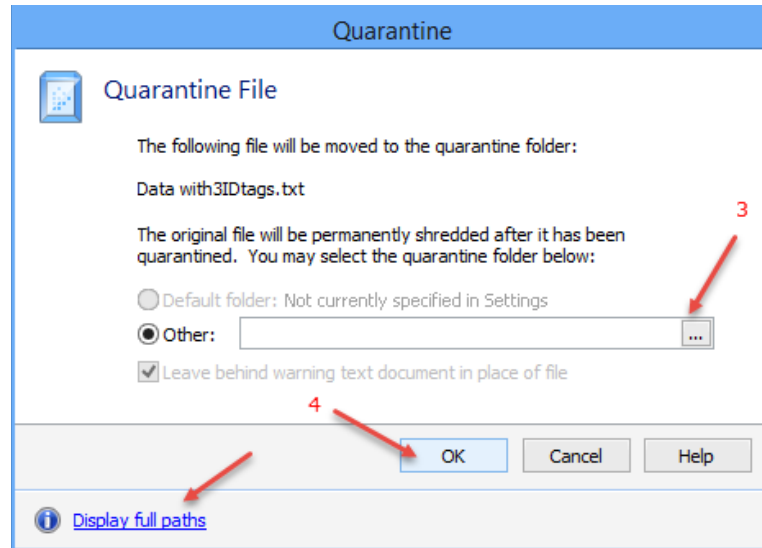 Quarantine
Quarantine File
The following file will be moved to the quarantine folder:
Data with3IDtags.txt
3
The original file will be permanently shredded after it has been
quarantined. You may select the quarantine folder below:
Default folder: Not currently specified in Settings
Other: ...
Leave behind warning text document in place of file
4
OK Cancel Help
Display full paths